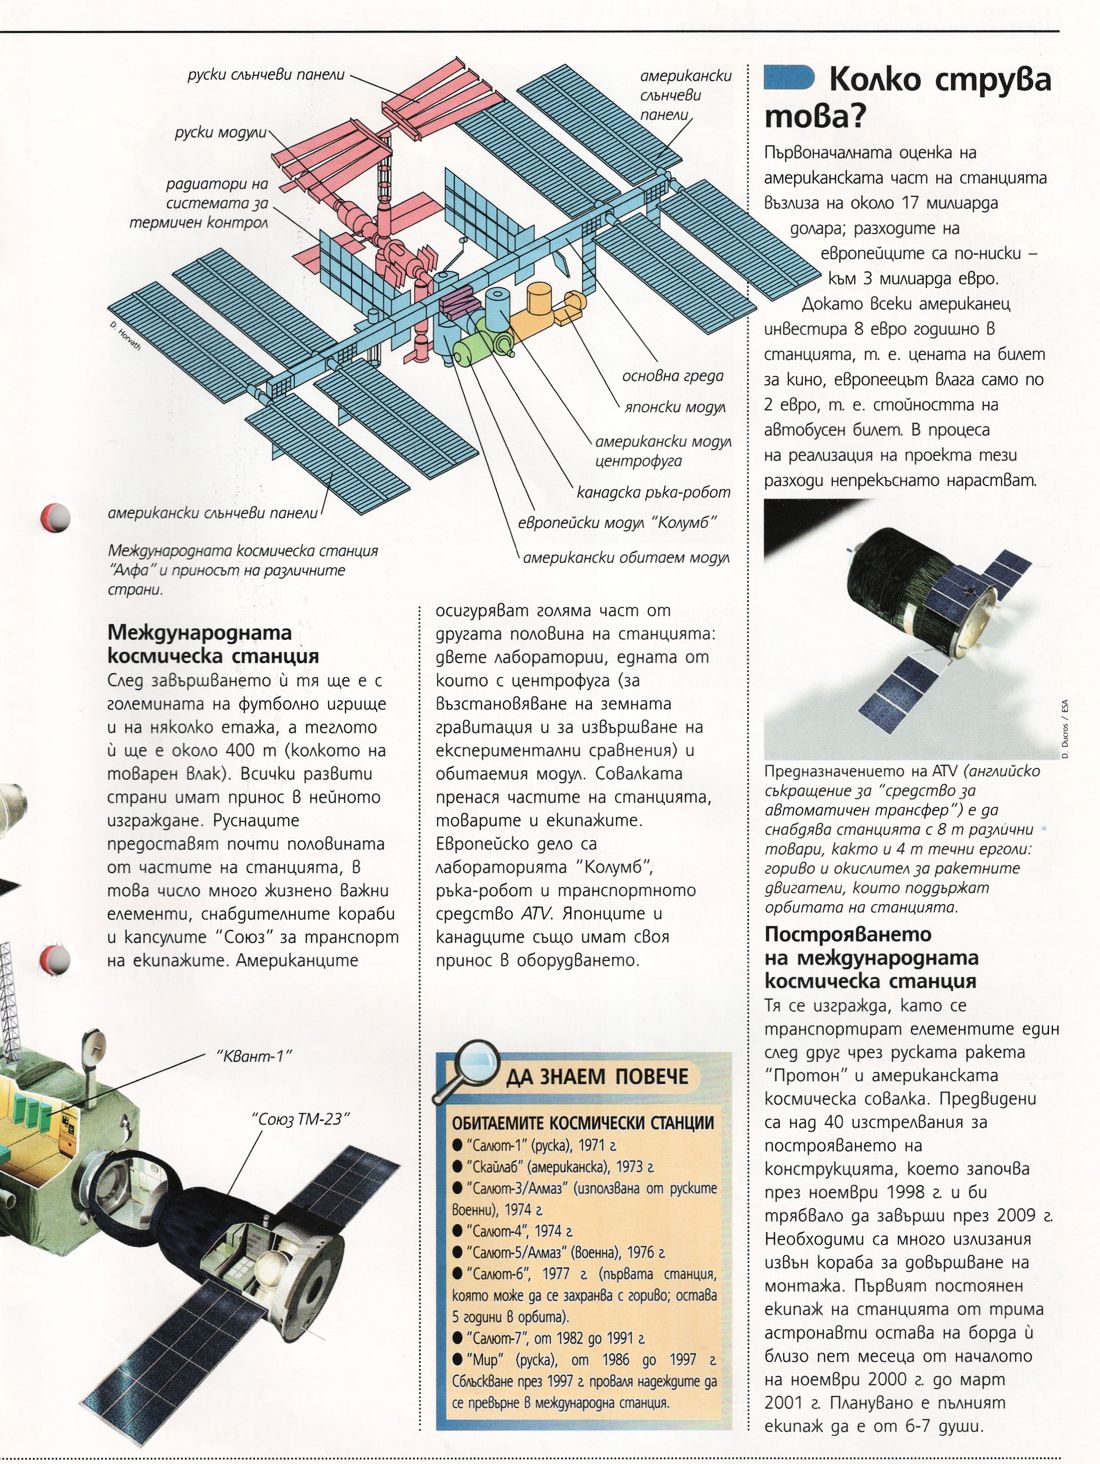 руски слънчеви панели
руски модули
радиатори на
системата за
термичен контрол
американски
слънчеви
панели
D. Horvath
основна греда
японски модул
американски модул
центрофуга
канадска ръка-робот
европейски модул "Колумб"
американски обитаем модул
американски слънчеви панели
Международната космическа станция
"Алфа" и приносът на различните
страни.
Международната
космическа станция
След завършването ѝ тя ще е с
големината на футболно игрище
и на няколко етажа, а теглото
ѝ ще е около 400 т (колкото на
товарен влак). Всички развити
страни имат принос в нейното
изграждане. Руснаците
предоставят почти половината
от частите на станцията, в
това число много жизнено важни
елементи, снабдителните кораби
и капсулите "Союз" за транспорт
на екипажите. Американците
осигуряват голяма част от
другата половина на станцията:
двете лаборатории, едната от
които с центрофуга (за
възстановяване на земната
гравитация и за извършване на
експериментални сравнения) и
обитаемия модул. Совалката
пренася частите на станцията,
товарите и екипажите.
Европейско дело са
лабораторията "Колумб",
ръка-робот и транспортното
средство ATV. Японците и
канадците също имат своя
принос в оборудването.
"Квант-1"
"Союз ТМ-23"
ДА ЗНАЕМ ПОВЕЧЕ
ОБИТАЕМИТЕ КОСМИЧЕСКИ СТАНЦИИ
● "Салют-1" (руска), 1971 г.
● "Скайлаб" (американска), 1973 г.
● "Салют-3/Алмаз" (използвана от руските
военни), 1974 г.
● "Салют-4", 1974 г.
● "Салют-5/Алмаз" (военна), 1976 г.
● "Салют-6", 1977 г. (първата станция,
която може да се захранва с гориво; остава
5 години в орбита).
● "Салют-7", от 1982 до 1991 г.
● "Мир" (руска), от 1986 до 1997 г.
Сблъскване през 1997 г. проваля надеждите да
се превърне в международна станция.
Колко струва
това?
Първоначалната оценка на
американската част на станцията
възлиза на около 17 милиарда
долара; разходите на
европейците са по-ниски –
към 3 милиарда евро.
Докато всеки американец
инвестира 8 евро годишно в
станцията, т. е. цената на билет
за кино, европеецът влага само по
2 евро, т. е. стойността на
автобусен билет. В процеса
на реализация на проекта тези
разходи непрекъснато нарастват.
D. Ducros / ESA
Предназначението на ATV (английско
съкращение за "средство за
автоматичен трансфер") е да
снабдява станцията с 8 т различни
товари, както и 4 т течни ерголи:
гориво и окислител за ракетните
двигатели, които поддържат
орбитата на станцията.
Построяването
на международната
космическа станция
Тя се изгражда, като се
транспортират елементите един
след друг чрез руската ракета
"Протон" и американската
космическа совалка. Предвидени
са над 40 изстрелвания за
построяването на
конструкцията, което започва
през ноември 1998 г. и би
трябвало да завърши през 2009 г.
Необходими са много излизания
извън кораба за довършване на
монтажа. Първият постоянен
екипаж на станцията от трима
астронавти остава на борда ѝ
близо пет месеца от началото
на ноември 2000 г. до март
2001 г. Планувано е пълният
екипаж да е от 6-7 души.